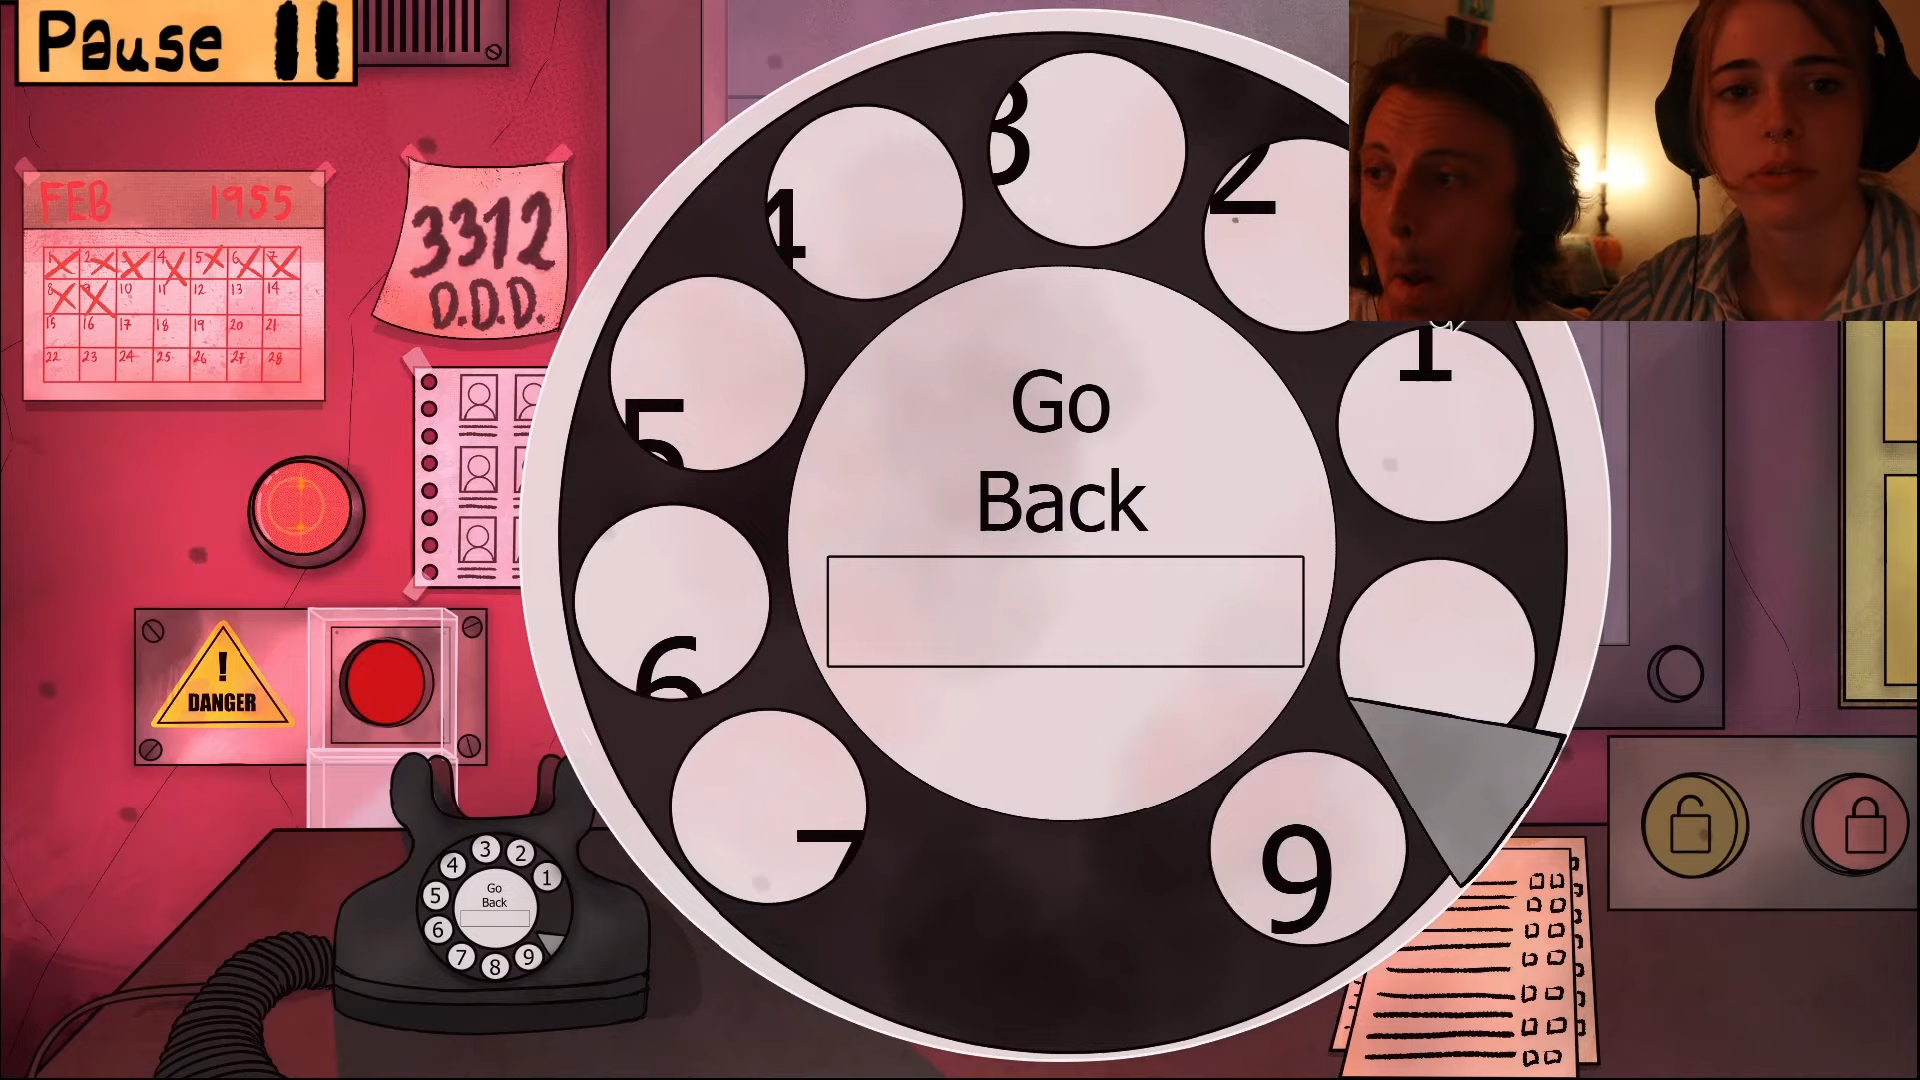 Pause
FEB 1955
1 2 3 4 5 6 7
8 9 10 11 12 13 14
15 16 17 18 19 20 21
22 23 24 25 26 27 28
3312
D.D.D.
!
DANGER
3 2
4 1
5
6
7
8
9
Go
Back
4 3 2
5 1
6
7
9
Go
Back